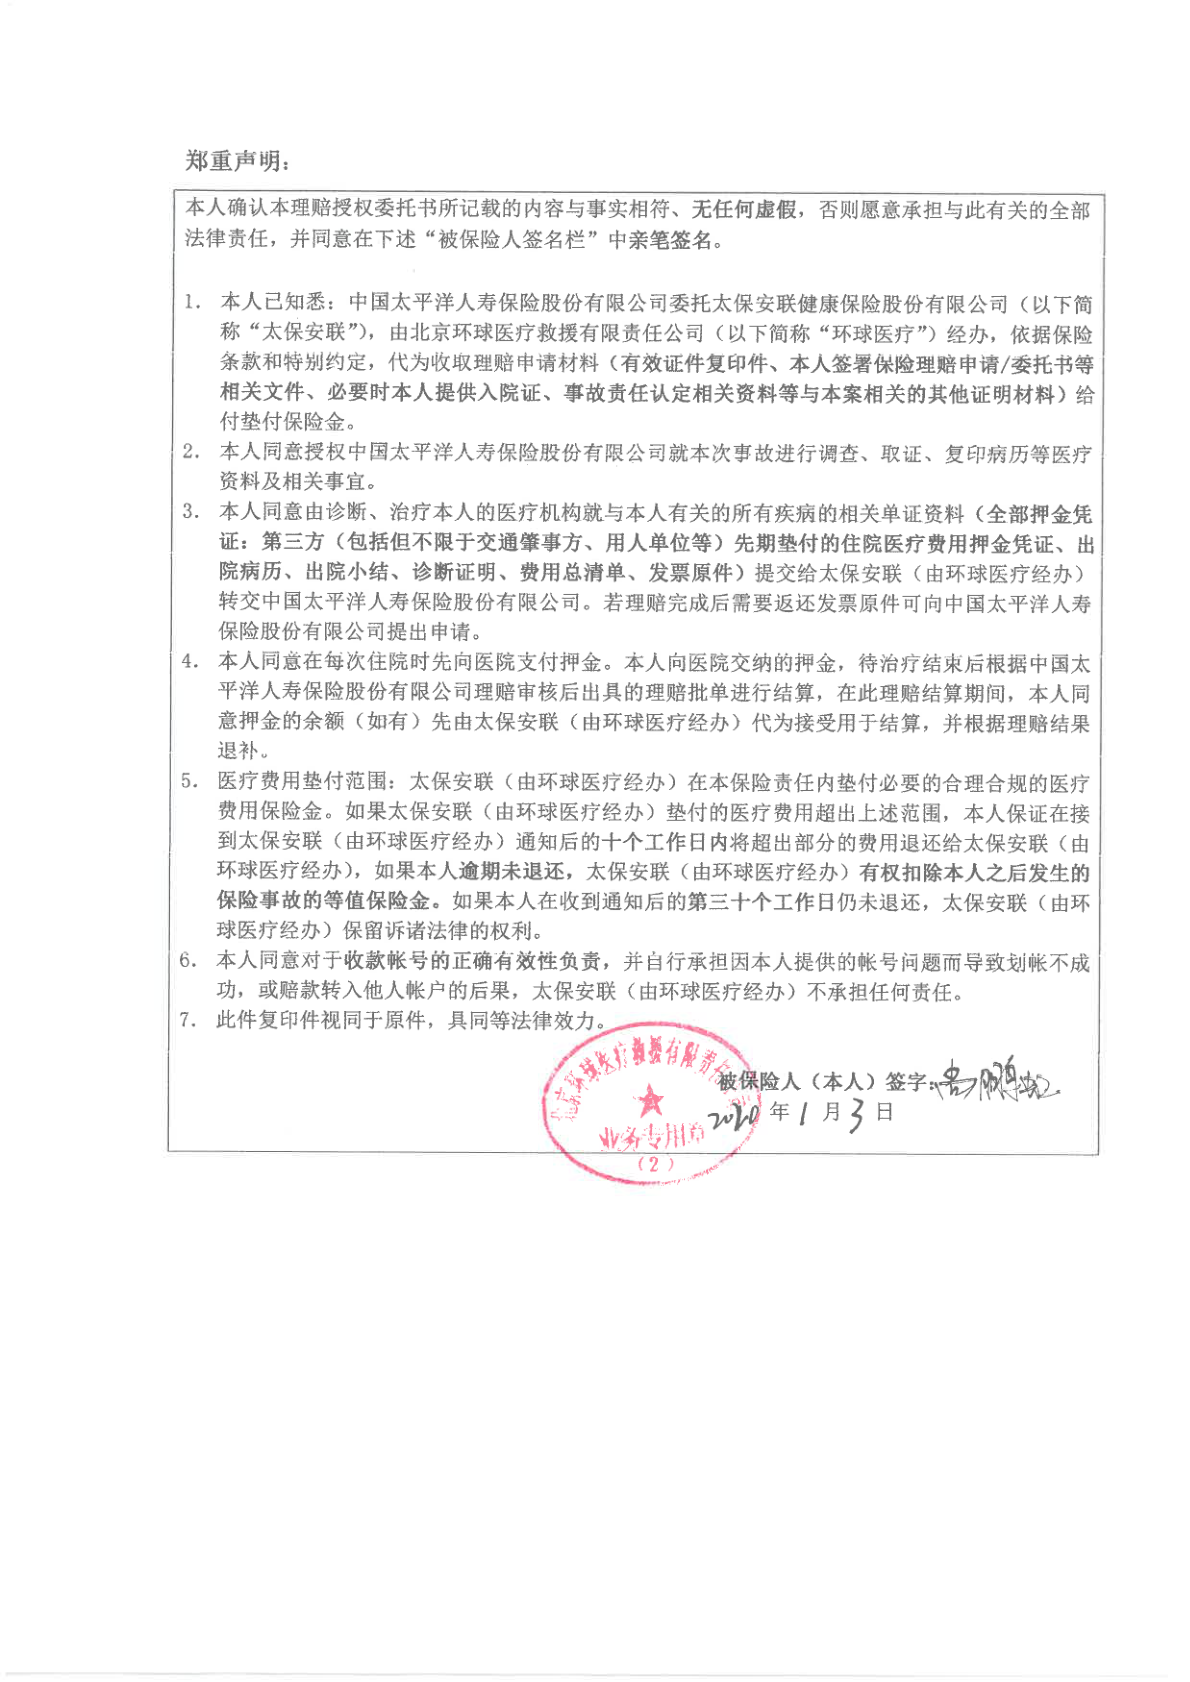 郑重声明：
本人确认本理赔授权委托书所记载的内容与事实相符、无任何虚假，否则愿意承担与此有关的全部
法律责任，并同意在下述“被保险人签名栏”中亲笔签名。
1. 本人已知悉：中国太平洋人寿保险股份有限公司委托太保安联健康保险股份有限公司（以下简
称“太保安联”），由北京环球医疗救援有限责任公司（以下简称“环球医疗”）经办，依据保险
条款和特别约定，代为收取理赔申请材料（有效证件复印件、本人签署保险理赔申请/委托书等
相关文件、必要时本人提供入院证、事故责任认定相关资料等与本案相关的其他证明材料）给
付垫付保险金。
2. 本人同意授权中国太平洋人寿保险股份有限公司就本次事故进行调查、取证、复印病历等医疗
资料及相关事宜。
3. 本人同意由诊断、治疗本人的医疗机构就与本人有关的所有疾病的相关单证资料（全部押金凭
证：第三方（包括但不限于交通肇事方、用人单位等）先期垫付的住院医疗费用押金凭证、出
院病历、出院小结、诊断证明、费用总清单、发票原件）提交给太保安联（由环球医疗经办）
转交中国太平洋人寿保险股份有限公司。若理赔完成后需要返还发票原件可向中国太平洋人寿
保险股份有限公司提出申请。
4. 本人同意在每次住院时先向医院支付押金。本人向医院交纳的押金，待治疗结束后根据中国太
平洋人寿保险股份有限公司理赔审核后出具的理赔批单进行结算，在此理赔结算期间，本人同
意押金的余额（如有）先由太保安联（由环球医疗经办）代为接受用于结算，并根据理赔结果
退补。
5. 医疗费用垫付范围：太保安联（由环球医疗经办）在本保险责任内垫付必要的合理合规的医疗
费用保险金。如果太保安联（由环球医疗经办）垫付的医疗费用超出上述范围，本人保证在接
到太保安联（由环球医疗经办）通知后的十个工作日内将超出部分的费用退还给太保安联（由
环球医疗经办），如果本人逾期未退还，太保安联（由环球医疗经办）有权扣除本人之后发生的
保险事故的等值保险金。如果本人在收到通知后的第三十个工作日仍未退还，太保安联（由环
球医疗经办）保留诉诸法律的权利。
6. 本人同意对于收款帐号的正确有效性负责，并自行承担因本人提供的帐号问题而导致划帐不成
功，或赔款转入他人帐户的后果，太保安联（由环球医疗经办）不承担任何责任。
7. 此件复印件视同于原件，具同等法律效力。
北京环球医疗救援有限责任公司
被保险人（本人）签字：
2020年1月3日
业务专用章
（2）